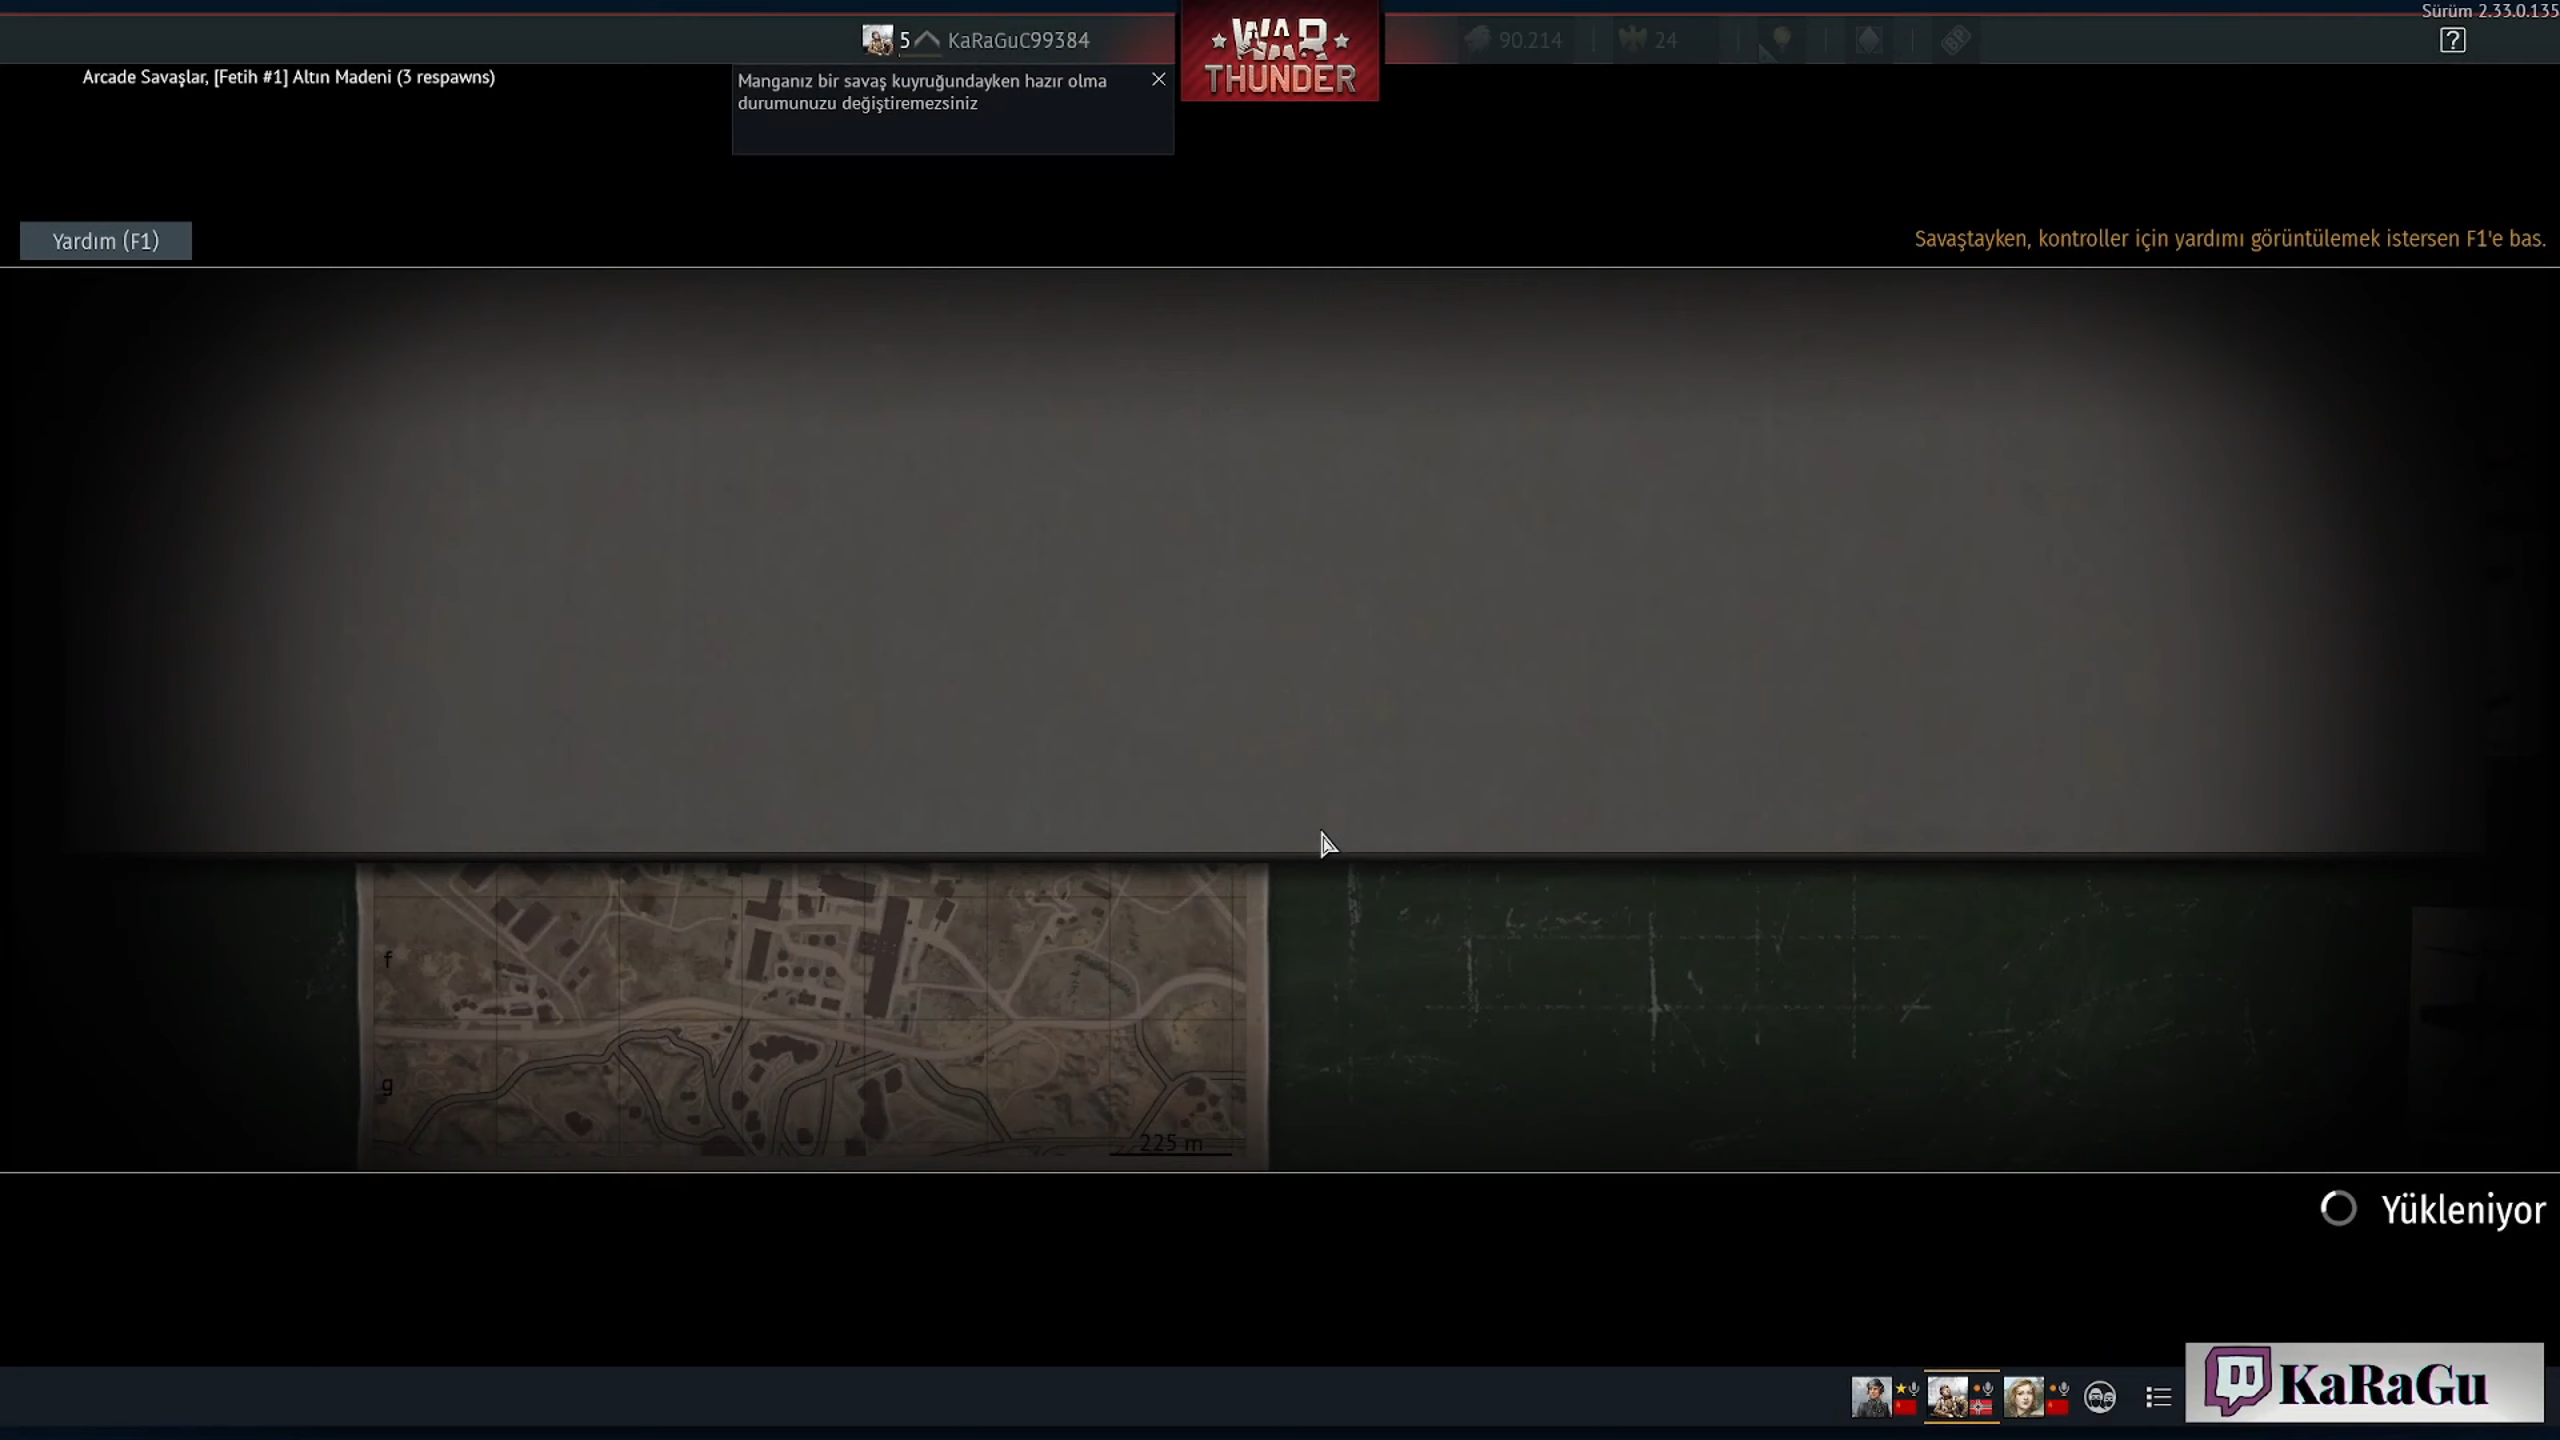 Sürüm 2.33.0.135
5 KaRaGuC99384
WAR
THUNDER
90.214
24
BP
?
Arcade Savaşlar, [Fetih #1] Altın Madeni (3 respawns)
Manganız bir savaş kuyruğundayken hazır olma
durumunuzu değiştiremezsiniz
Yardım (F1)
Savaştayken, kontroller için yardımı görüntülemek istersen F1'e bas.
f
g
225 m
Yükleniyor
KaRaGu